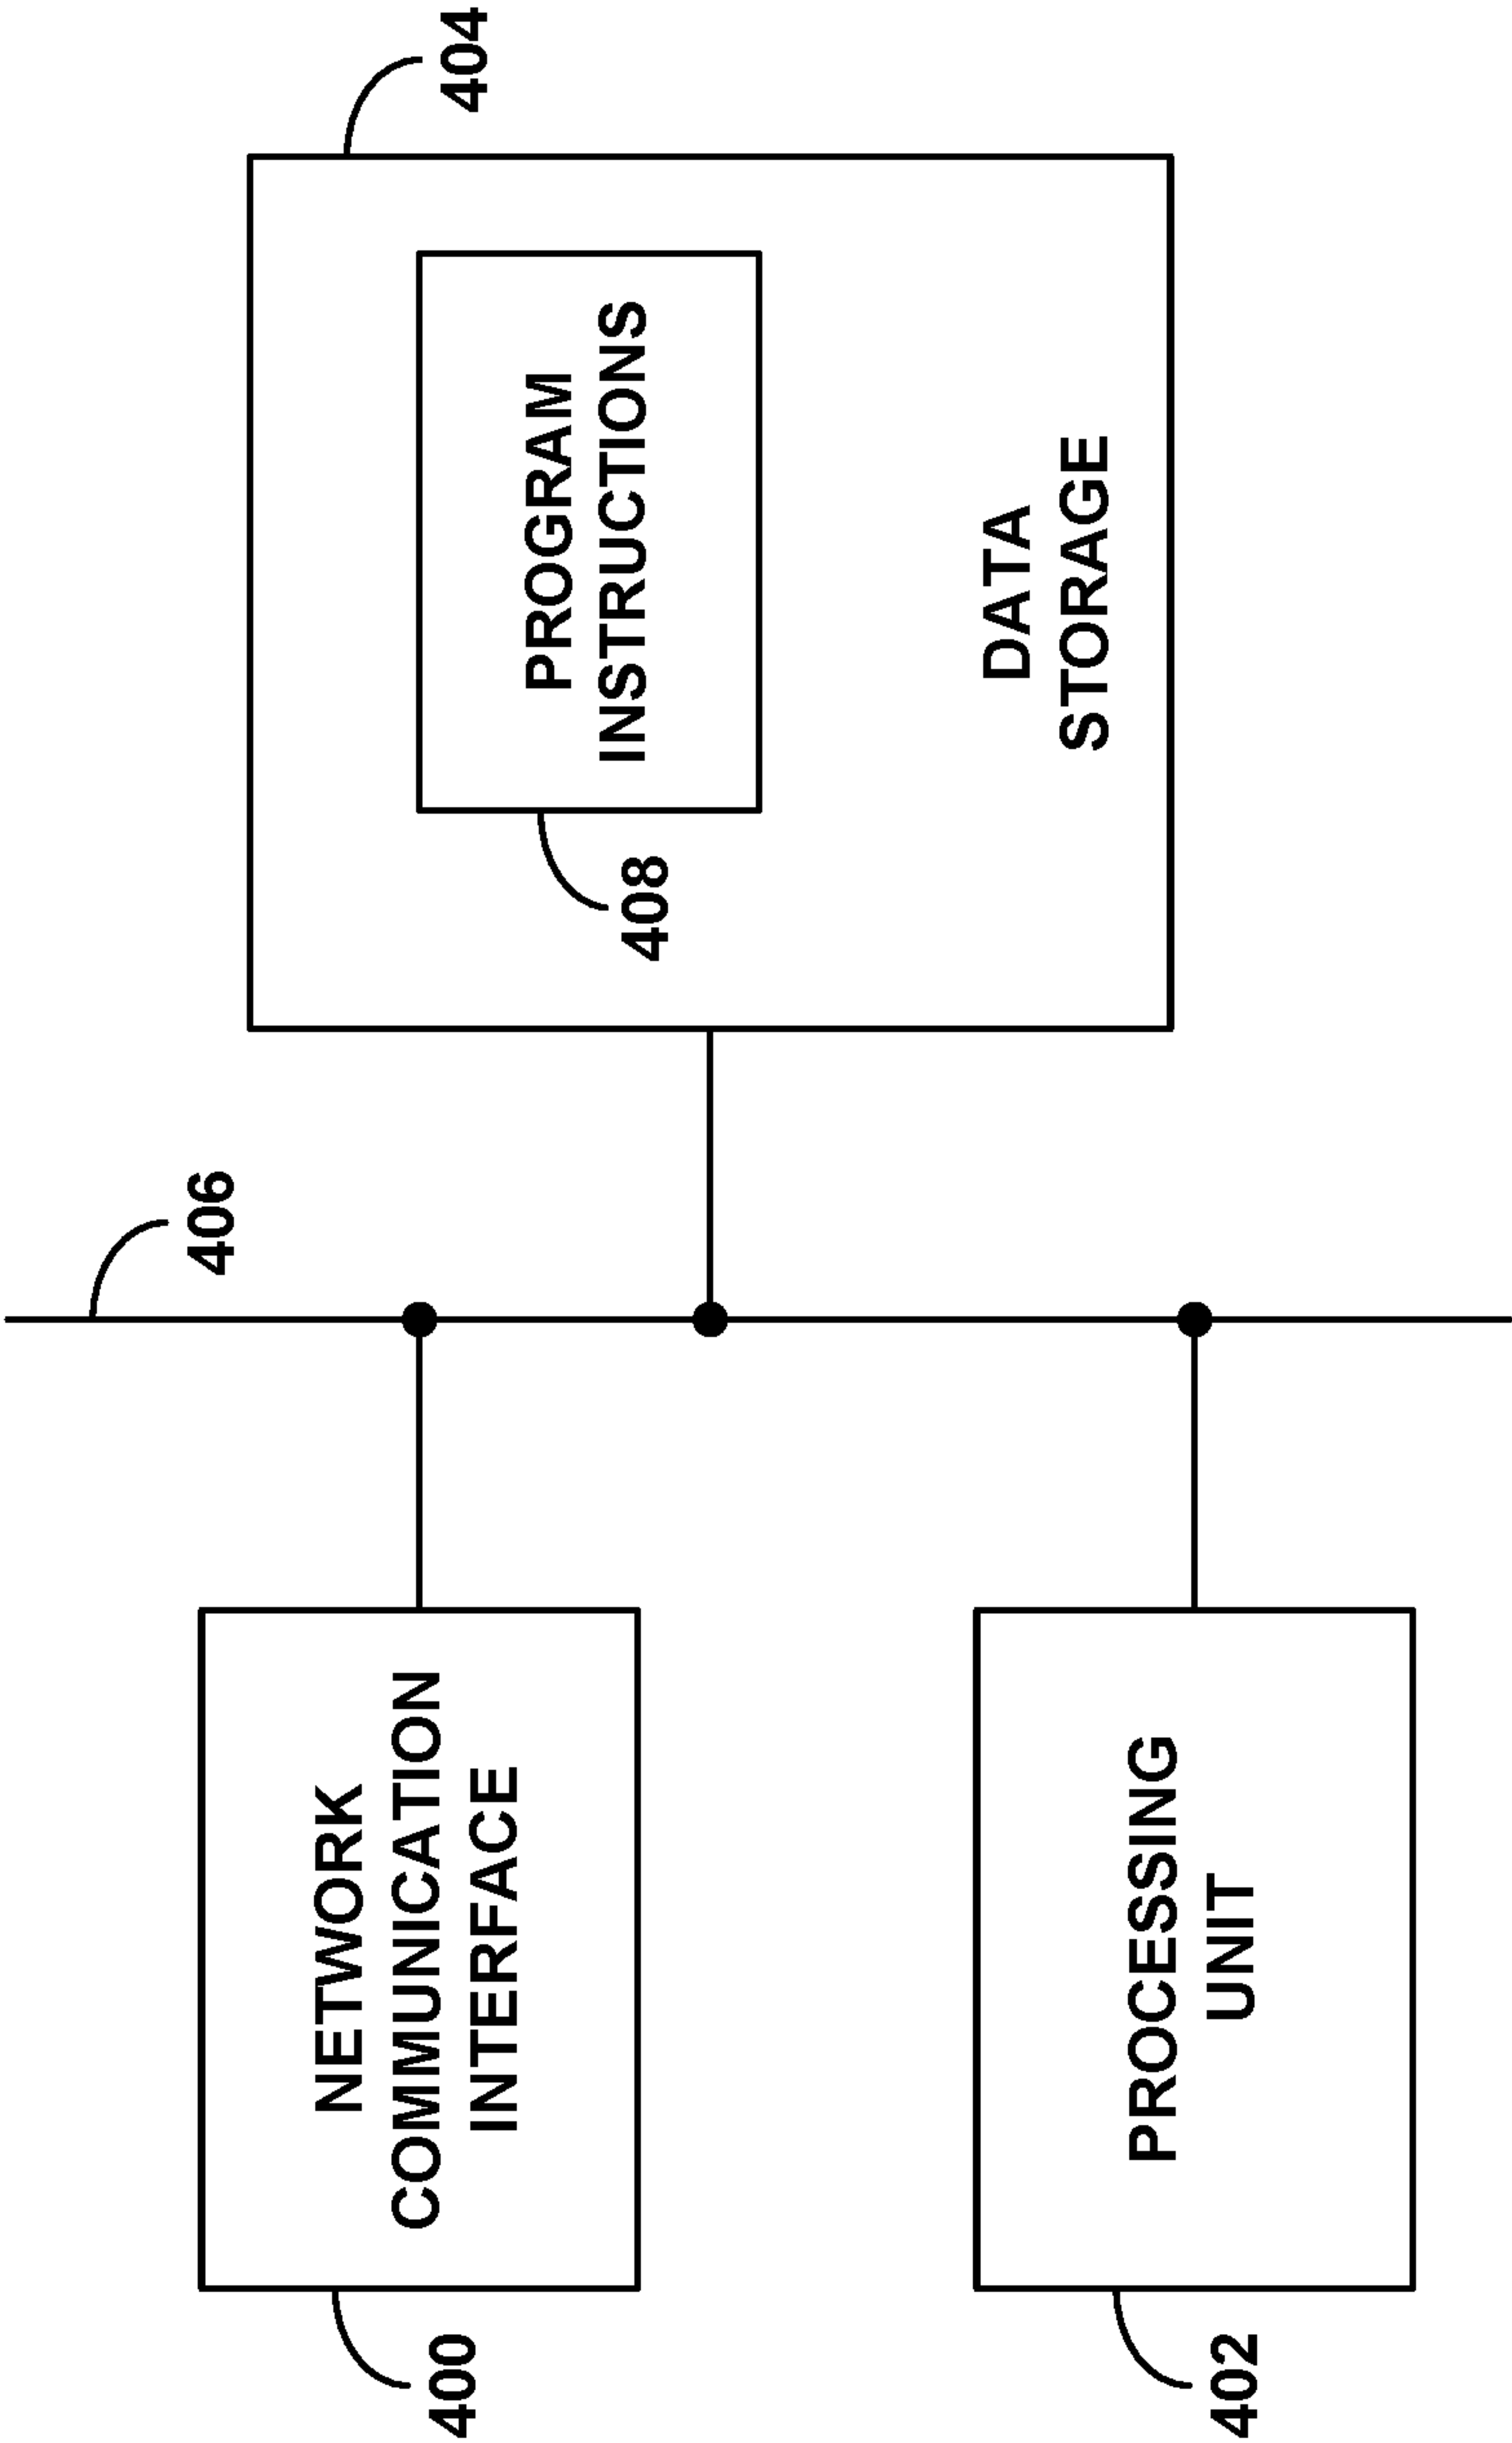 400
NETWORK
COMMUNICATION
INTERFACE
406
404
408
PROGRAM
INSTRUCTIONS
DATA
STORAGE
402
PROCESSING
UNIT